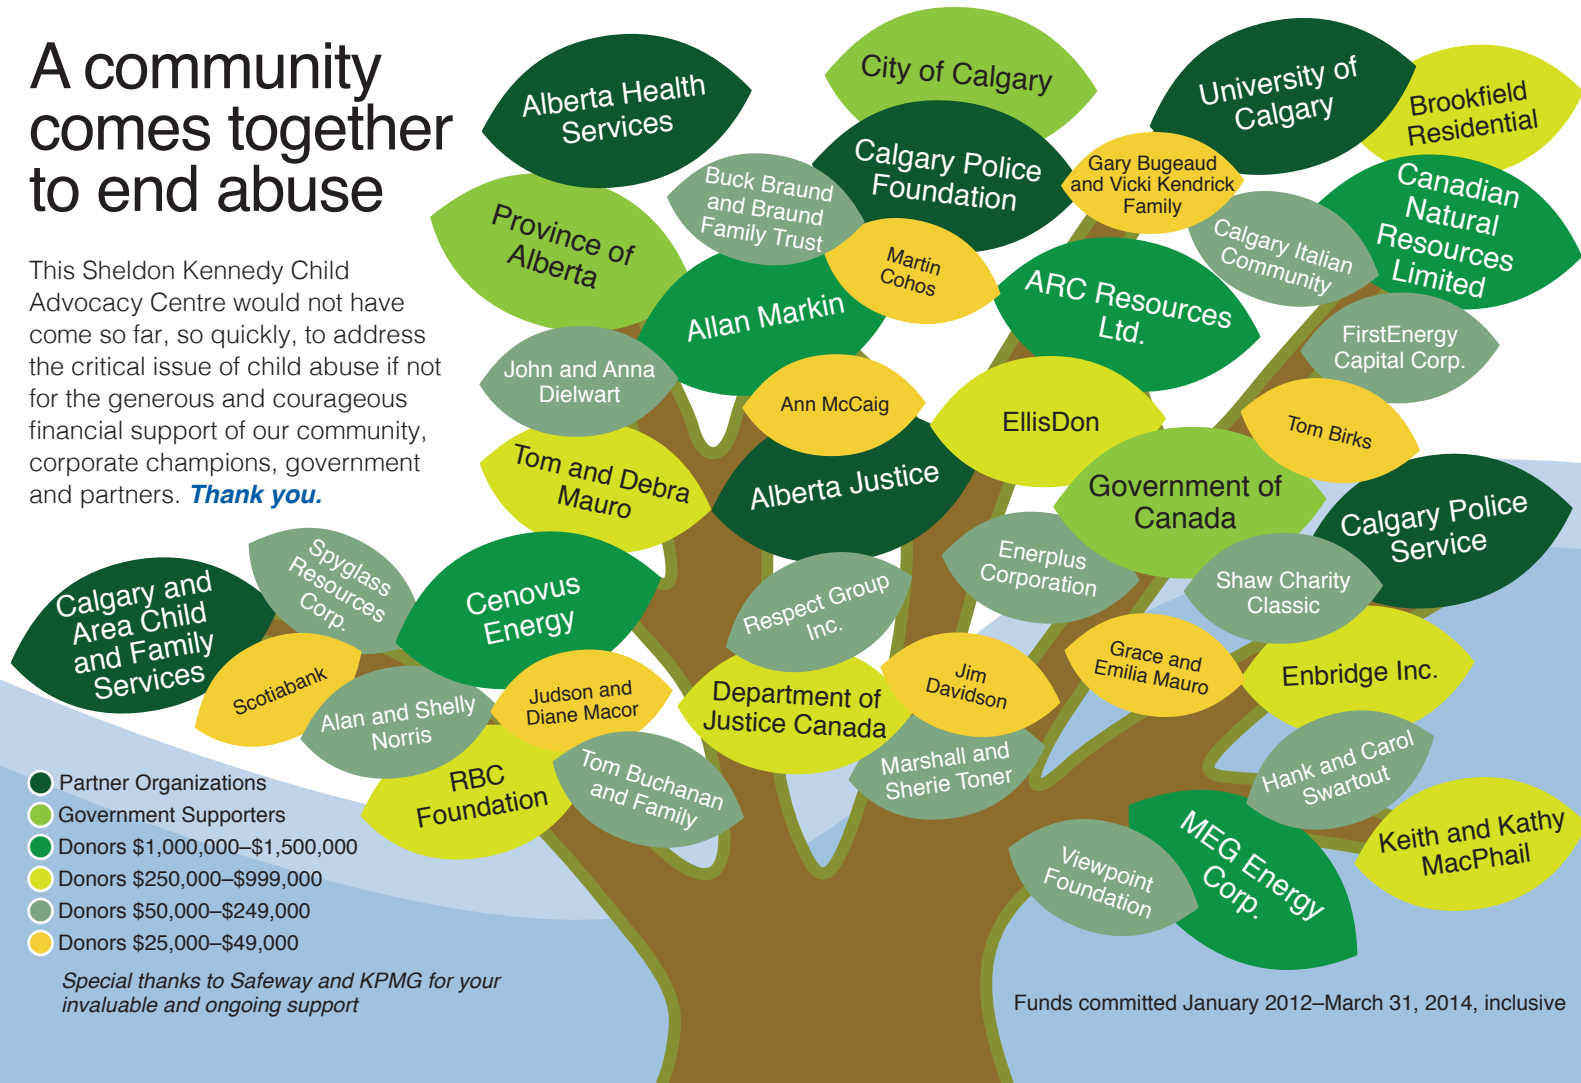 A community
comes together
to end abuse
This Sheldon Kennedy Child
Advocacy Centre would not have
come so far, so quickly, to address
the critical issue of child abuse if not
for the generous and courageous
financial support of our community,
corporate champions, government
and partners. Thank you.
Alberta Health
Services
City of Calgary
University of
Calgary
Brookfield
Residential
Calgary Police
Foundation
Gary Bugeaud
and Vicki Kendrick
Family
Buck Braund
and Braund
Family Trust
Canadian
Natural
Resources
Limited
Province of
Alberta
Martin
Cohos
Calgary Italian
Community
Allan Markin
ARC Resources
Ltd.
FirstEnergy
Capital Corp.
John and Anna
Dielwart
Ann McCaig
EllisDon
Tom Birks
Tom and Debra
Mauro
Alberta Justice
Government of
Canada
Calgary Police
Service
Spyglass
Resources
Corp.
Enerplus
Corporation
Shaw Charity
Classic
Calgary and
Area Child
and Family
Services
Cenovus
Energy
Respect Group
Inc.
Scotiabank
Alan and Shelly
Norris
Judson and
Diane Macor
Department of
Justice Canada
Jim
Davidson
Grace and
Emilia Mauro
Enbridge Inc.
RBC
Foundation
Tom Buchanan
and Family
Marshall and
Sherie Toner
Hank and Carol
Swartout
MEG Energy
Corp.
Keith and Kathy
MacPhail
Viewpoint
Foundation
Partner Organizations
Government Supporters
Donors $1,000,000–$1,500,000
Donors $250,000–$999,000
Donors $50,000–$249,000
Donors $25,000–$49,000
Special thanks to Safeway and KPMG for your
invaluable and ongoing support
Funds committed January 2012–March 31, 2014, inclusive